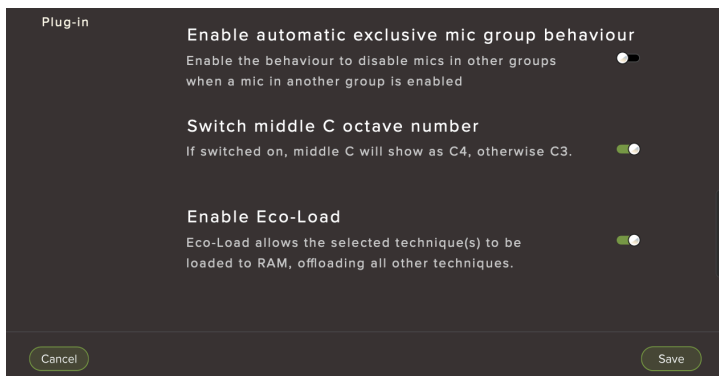 Plug-in
Enable automatic exclusive mic group behaviour
Enable the behaviour to disable mics in other groups
when a mic in another group is enabled
Switch middle C octave number
If switched on, middle C will show as C4, otherwise C3.
Enable Eco-Load
Eco-Load allows the selected technique(s) to be
loaded to RAM, offloading all other techniques.
Cancel
Save